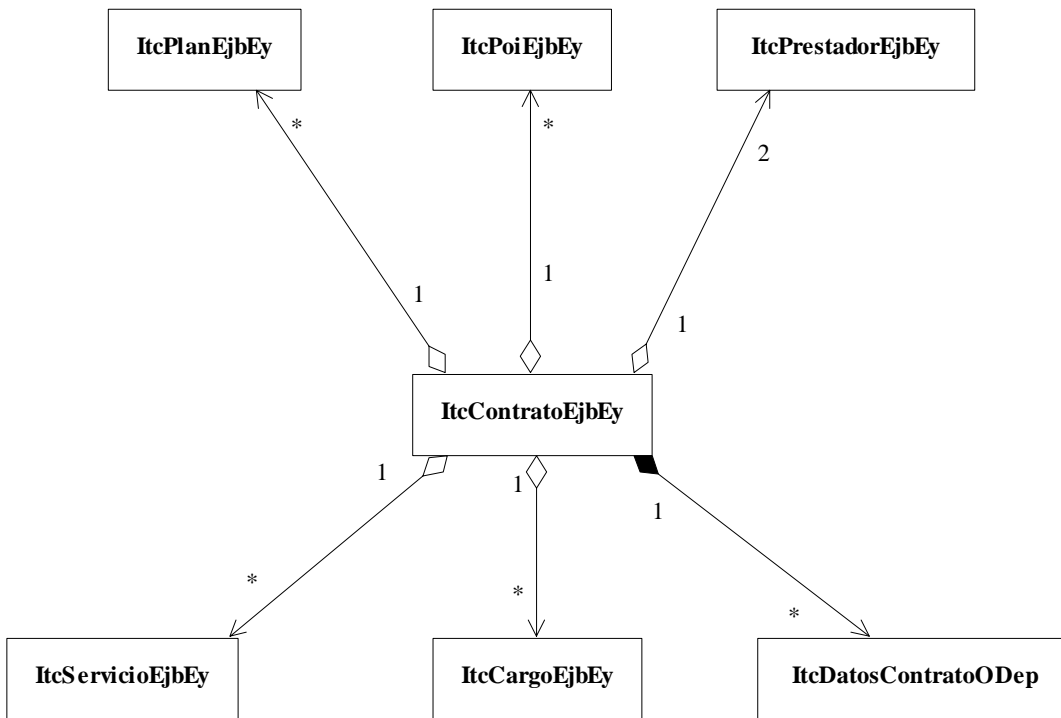 ItcPlanEjbEy
ItcPoiEjbEy
ItcPrestadorEjbEy
*
*
2
1
1
1
ItcContratoEjbEy
1
1
1
*
*
*
ItcServicioEjbEy
ItcCargoEjbEy
ItcDatosContratoODep